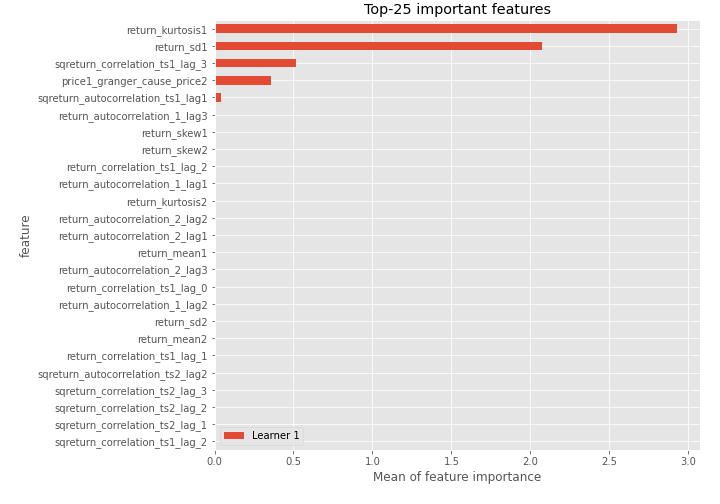 Top-25 important features
return_kurtosis1
return_sd1
sqreturn_correlation_ts1_lag_3
price1_granger_cause_price2
sqreturn_autocorrelation_ts1_lag1
return_autocorrelation_1_lag3
return_skew1
return_skew2
return_correlation_ts1_lag_2
return_autocorrelation_1_lag1
return_kurtosis2
return_autocorrelation_2_lag2
return_autocorrelation_2_lag1
return_mean1
return_autocorrelation_2_lag3
return_correlation_ts1_lag_0
return_autocorrelation_1_lag2
return_sd2
return_mean2
return_correlation_ts1_lag_1
sqreturn_autocorrelation_ts2_lag2
sqreturn_correlation_ts2_lag_3
sqreturn_correlation_ts2_lag_2
sqreturn_correlation_ts2_lag_1
sqreturn_correlation_ts1_lag_2
feature
Learner 1
0.0 0.5 1.0 1.5 2.0 2.5 3.0
Mean of feature importance